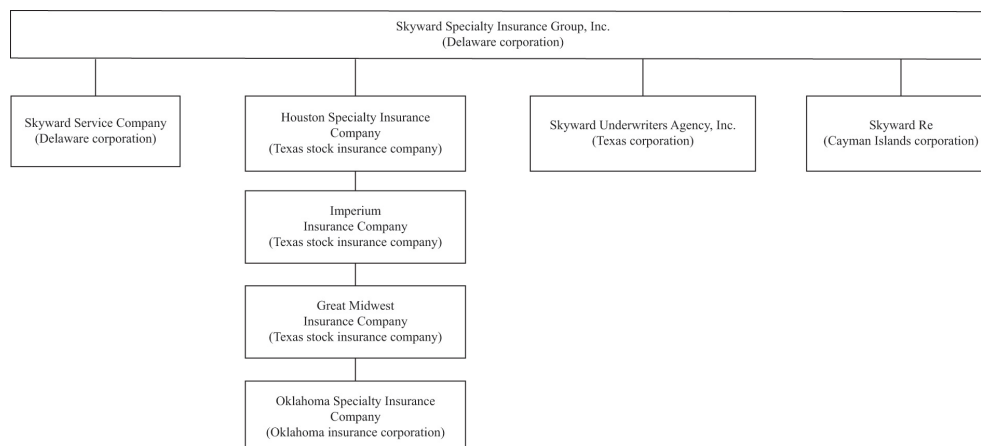 Skyward Specialty Insurance Group, Inc.
(Delaware corporation)
Skyward Service Company
(Delaware corporation)
Houston Specialty Insurance
Company
(Texas stock insurance company)
Skyward Underwriters Agency, Inc.
(Texas corporation)
Skyward Re
(Cayman Islands corporation)
Imperium
Insurance Company
(Texas stock insurance company)
Great Midwest
Insurance Company
(Texas stock insurance company)
Oklahoma Specialty Insurance
Company
(Oklahoma insurance corporation)